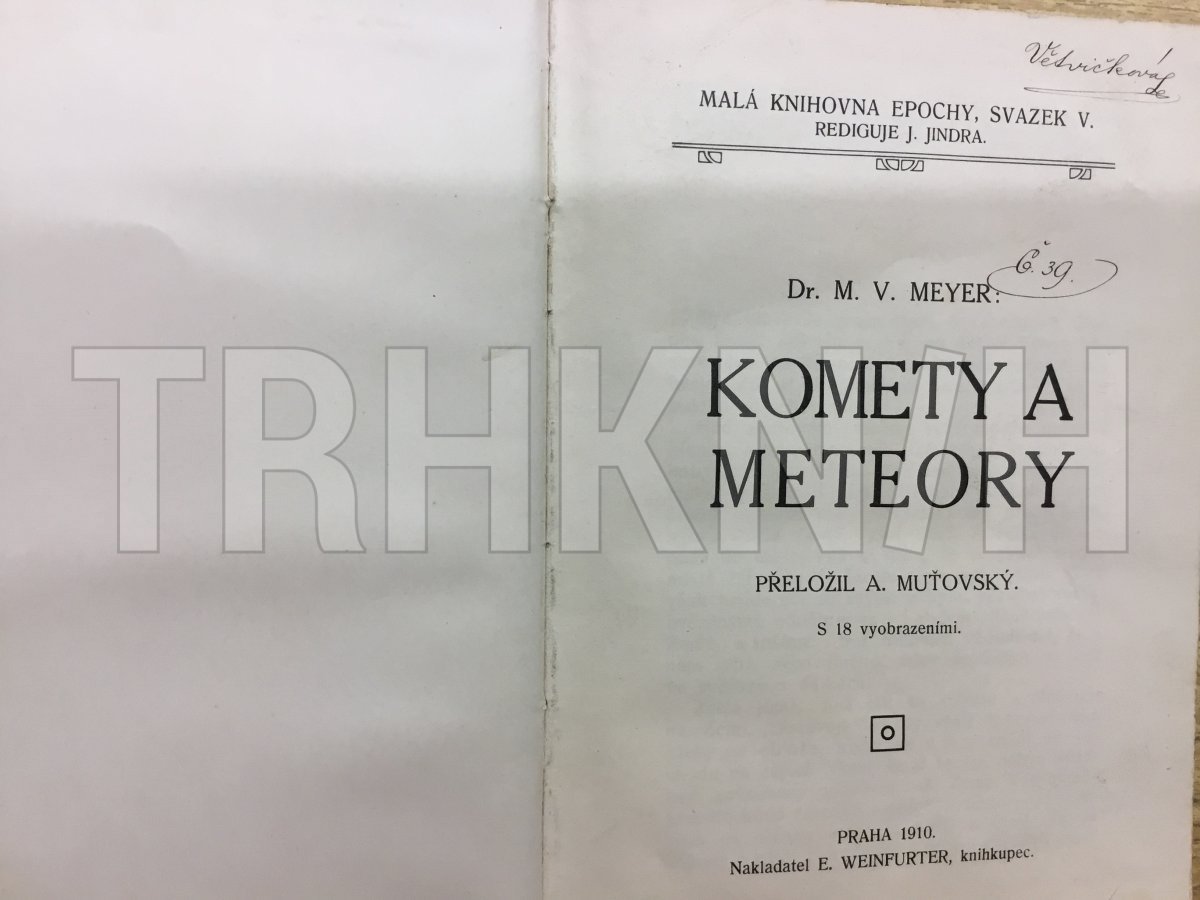 Větvičková
MALÁ KNIHOVNA EPOCHY, SVAZEK V.
REDIGUJE J. JINDRA.
Č. 39.
Dr. M. V. MEYER:
KOMETY A
METEORY
TRHKNIH
PŘELOŽIL A. MUŤOVSKÝ.
S 18 vyobrazeními.
PRAHA 1910.
Nakladatel E. WEINFURTER, knihkupec.